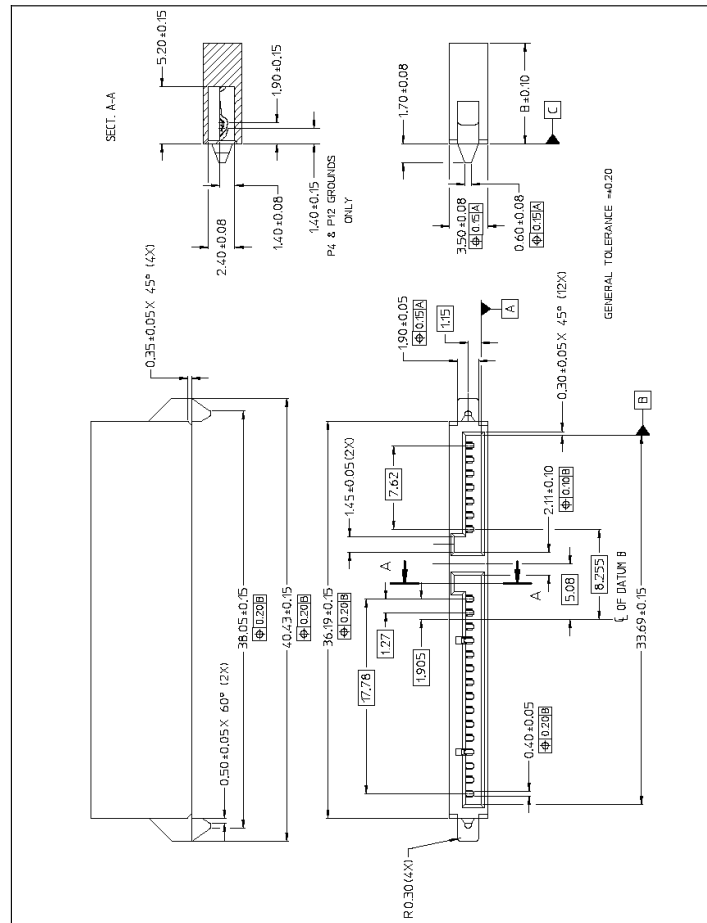 SECT. A-A
5.20±0.15
1.90±0.15
1.40±0.15
P4 & P12 GROUNDS
ONLY
1.40±0.08
2.40±0.08
1.70±0.08
B±0.10
C
3.50±0.08
⌖ 0.15 A
0.60±0.08
⌖ 0.15 A
GENERAL TOLERANCE =±0.20
0.35±0.05 X 45° (4X)
38.05±0.15
⌖ 0.20 B
40.43±0.15
⌖ 0.20 B
0.50±0.05 X 60° (2X)
36.19±0.15
⌖ 0.20 B
1.90±0.05
⌖ 0.15 A
1.15
A
0.30±0.05 X 45° (12X)
B
1.45±0.05 (2X)
7.62
2.11±0.10
⌖ 0.10 B
A
A
5.08
8.255
℄ OF DATUM B
33.69±0.15
17.78
1.27
1.905
0.40±0.05
⌖ 0.20 B
R 0.30 (4X)